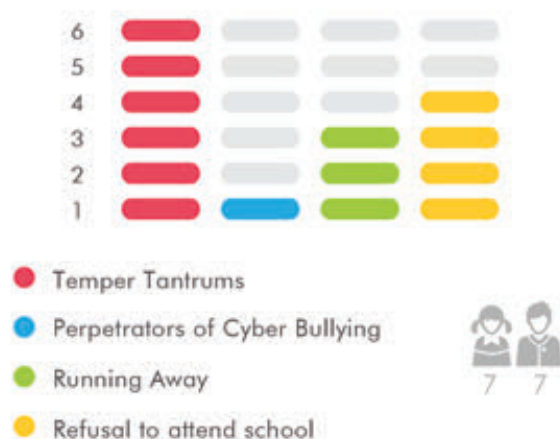 6
5
4
3
2
1
Temper Tantrums
Perpetrators of Cyber Bullying
Running Away
Refusal to attend school
7 7